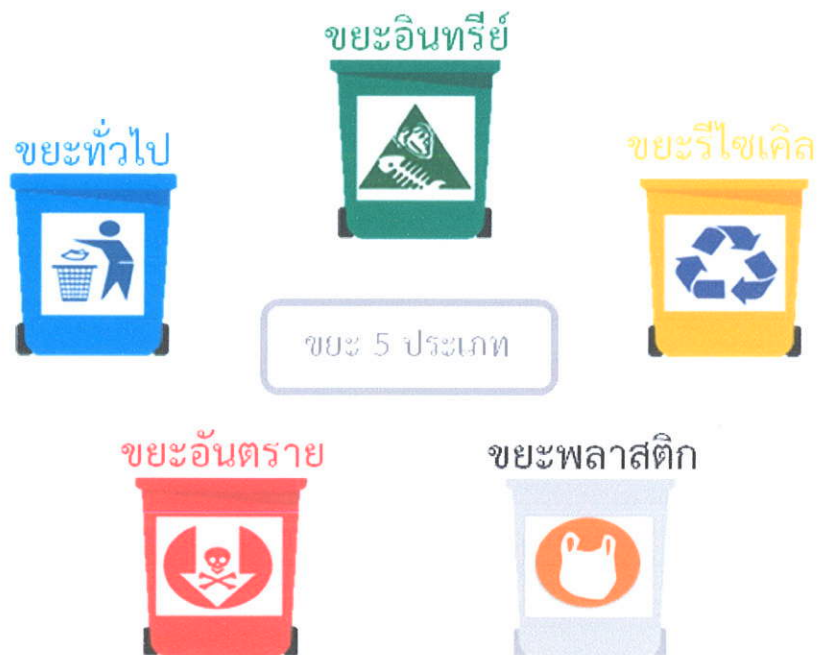 ขยะอินทรีย์
ขยะทั่วไป
ขยะรีไซเคิล
ขยะ 5 ประเภท
ขยะอันตราย
ขยะพลาสติก